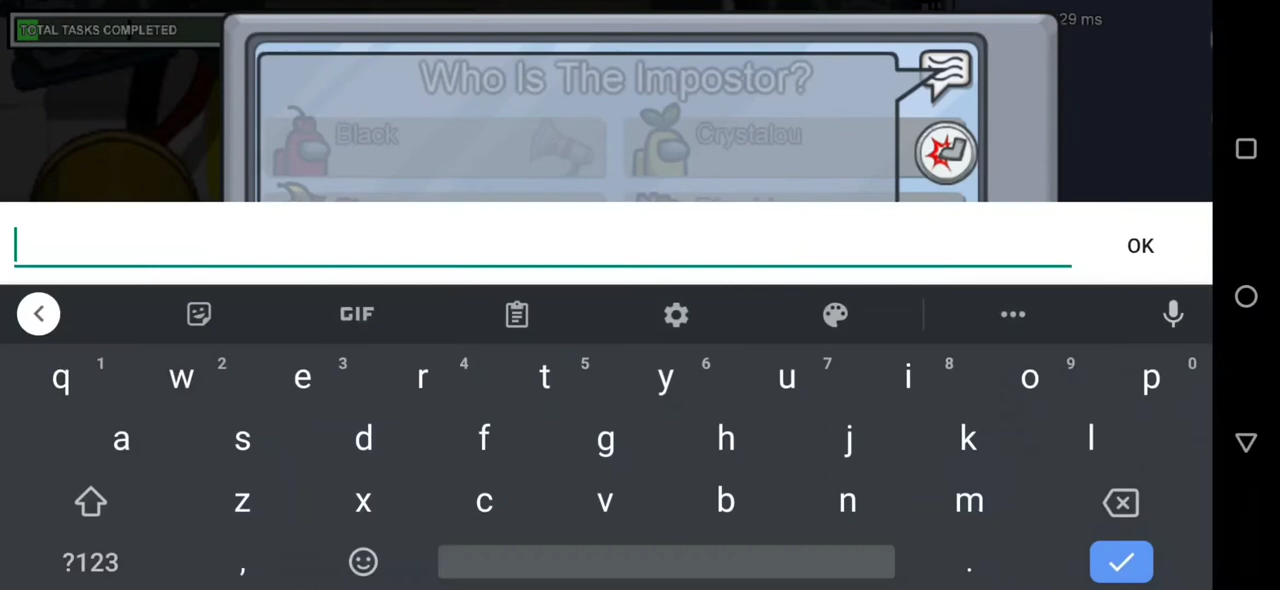 TOTAL TASKS COMPLETED
29 ms
Who Is The Impostor?
Black
Crystalou
OK
GIF
q 1 w 2 e 3 r 4 t 5 y 6 u 7 i 8 o 9 p 0
a s d f g h j k l
z x c v b n m
?123 , .